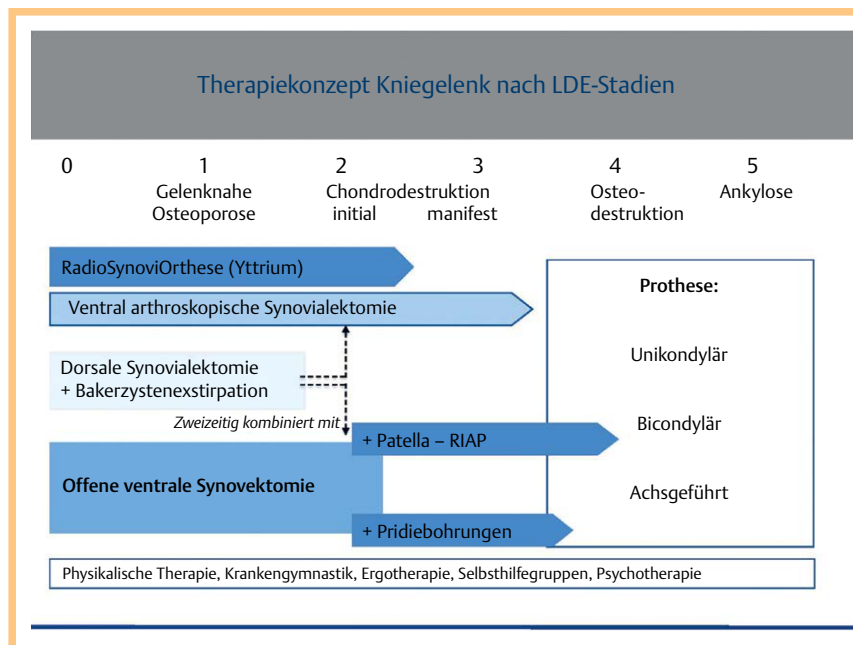 Therapiekonzept Kniegelenk nach LDE-Stadien
0 1 2 3 4 5
Gelenknahe Chondrodestruktion Osteo- Ankylose
Osteoporose initial manifest destruktion
RadioSynoviOrthese (Yttrium)
Ventral arthroskopische Synovialektomie
Dorsale Synovialektomie
+ Bakerzystenexstirpation
Zweizeitig kombiniert mit
+ Patella – RIAP
Offene ventrale Synovektomie
+ Pridiebohrungen
Prothese:
Unikondylär
Bicondylär
Achsgeführt
Physikalische Therapie, Krankengymnastik, Ergotherapie, Selbsthilfegruppen, Psychotherapie